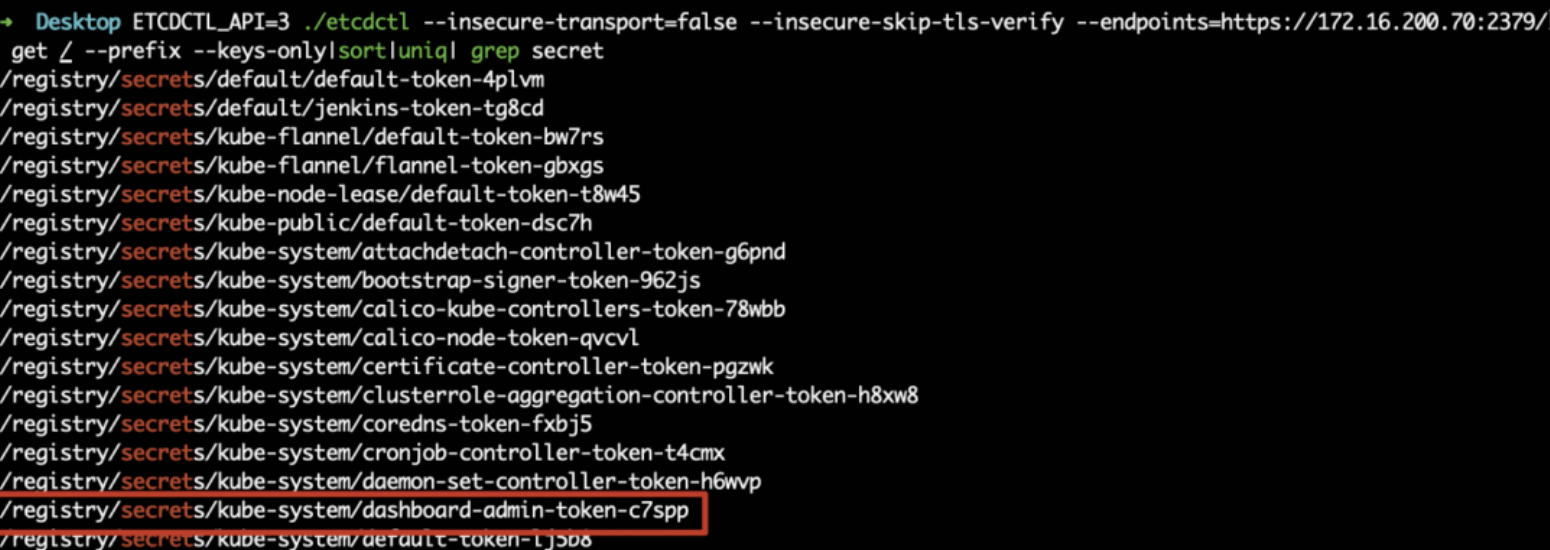 ➜  Desktop ETCDCTL_API=3 ./etcdctl --insecure-transport=false --insecure-skip-tls-verify --endpoints=https://172.16.200.70:2379/
get / --prefix --keys-only|sort|uniq| grep secret
/registry/secrets/default/default-token-4plvm
/registry/secrets/default/jenkins-token-tg8cd
/registry/secrets/kube-flannel/default-token-bw7rs
/registry/secrets/kube-flannel/flannel-token-gbxgs
/registry/secrets/kube-node-lease/default-token-t8w45
/registry/secrets/kube-public/default-token-dsc7h
/registry/secrets/kube-system/attachdetach-controller-token-g6pnd
/registry/secrets/kube-system/bootstrap-signer-token-962js
/registry/secrets/kube-system/calico-kube-controllers-token-78wbb
/registry/secrets/kube-system/calico-node-token-qvcvl
/registry/secrets/kube-system/certificate-controller-token-pgzwk
/registry/secrets/kube-system/clusterrole-aggregation-controller-token-h8xw8
/registry/secrets/kube-system/coredns-token-fxbj5
/registry/secrets/kube-system/cronjob-controller-token-t4cmx
/registry/secrets/kube-system/daemon-set-controller-token-h6wvp
/registry/secrets/kube-system/dashboard-admin-token-c7spp
/registry/secrets/kube-system/default-token-lj5b8